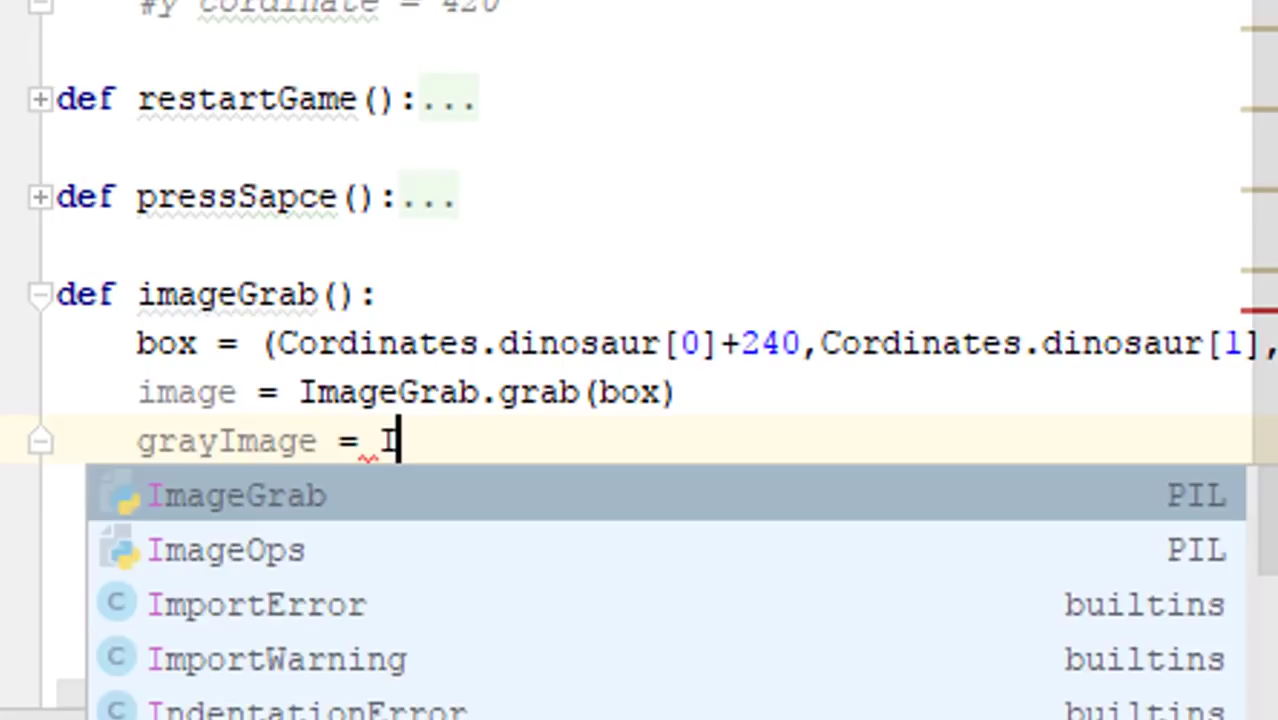 #y cordinate = 420
def restartGame():...
def pressSapce():...
def imageGrab():
box = (Cordinates.dinosaur[0]+240,Cordinates.dinosaur[1],
image = ImageGrab.grab(box)
grayImage = I
ImageGrab PIL
ImageOps PIL
ImportError builtins
ImportWarning builtins
IndentationError builtins